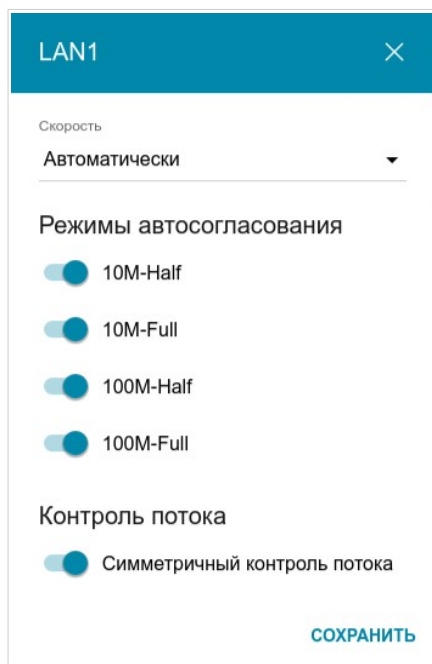 LAN1
Скорость
Автоматически
Режимы автосогласования
10M-Half
10M-Full
100M-Half
100M-Full
Контроль потока
Симметричный контроль потока
СОХРАНИТЬ